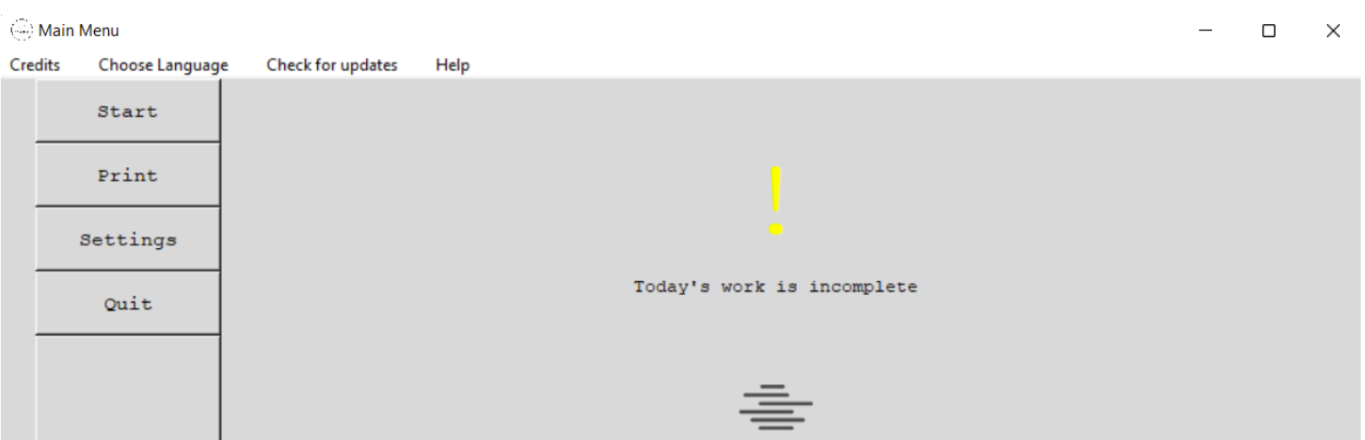 Main Menu
Credits Choose Language Check for updates Help
Start
Print
Settings
Quit
!
Today's work is incomplete